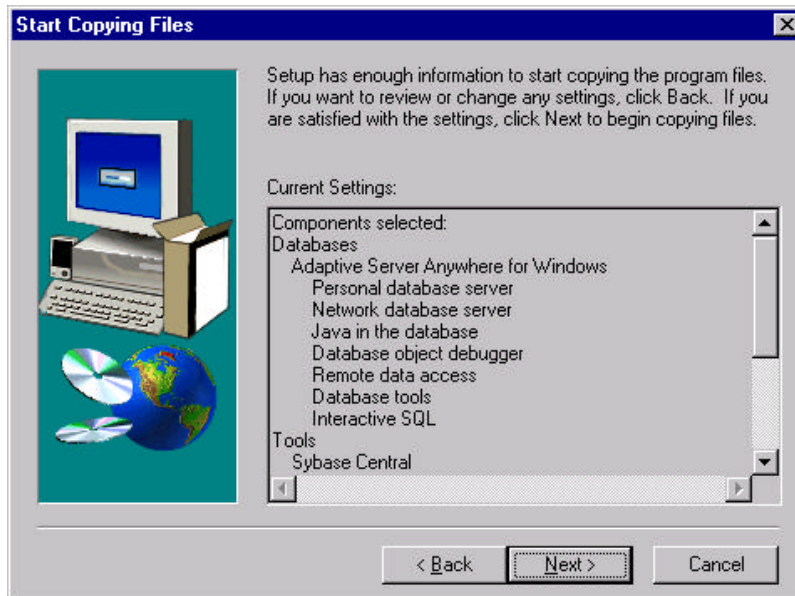 Start Copying Files
Setup has enough information to start copying the program files.
If you want to review or change any settings, click Back. If you
are satisfied with the settings, click Next to begin copying files.
Current Settings:
Components selected:
Databases
Adaptive Server Anywhere for Windows
Personal database server
Network database server
Java in the database
Database object debugger
Remote data access
Database tools
Interactive SQL
Tools
Sybase Central
< Back
Next >
Cancel